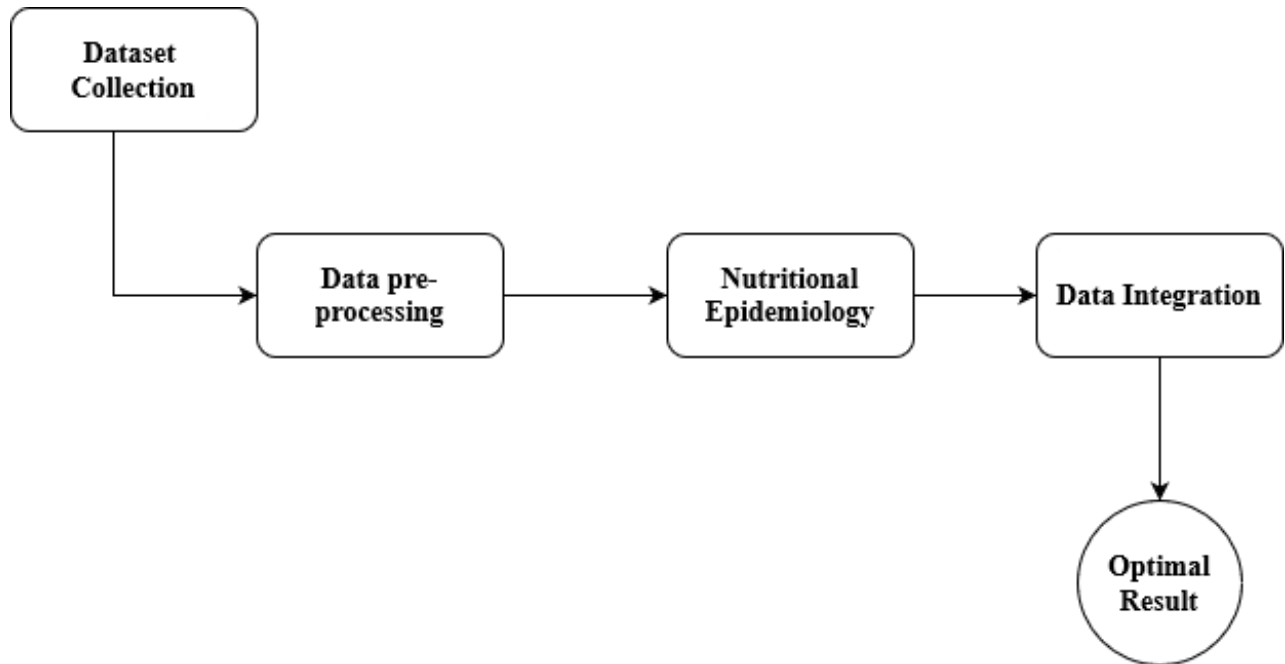 Dataset
Collection
Data pre-
processing
Nutritional
Epidemiology
Data Integration
Optimal
Result